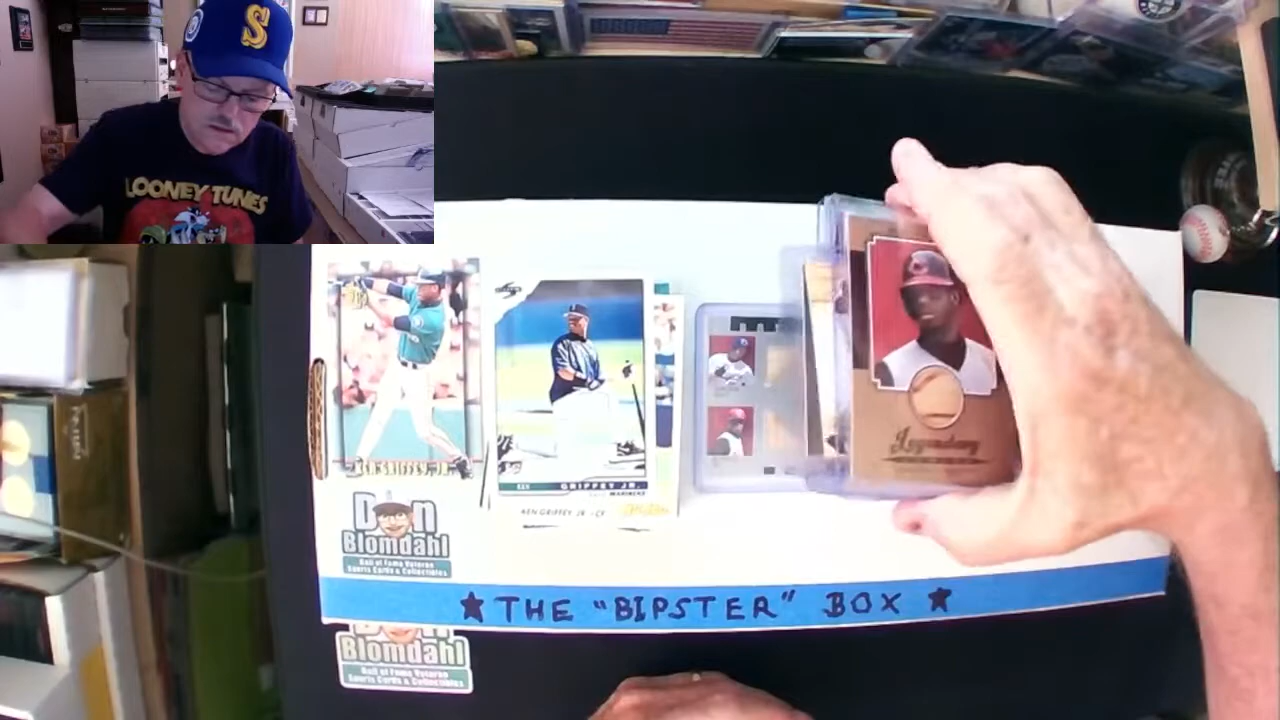 S
LOONEY TUNES
KEN GRIFFEY, JR.
KEN GRIFFEY JR.
MARINERS
KEN GRIFFEY JR · CF
Legendary
Don
Blomdahl
Hall of Fame Veteran
Sports Cards & Collectibles
★ THE "BIPSTER" BOX ★
Blomdahl
Hall of Fame Veteran
Sports Cards & Collectibles